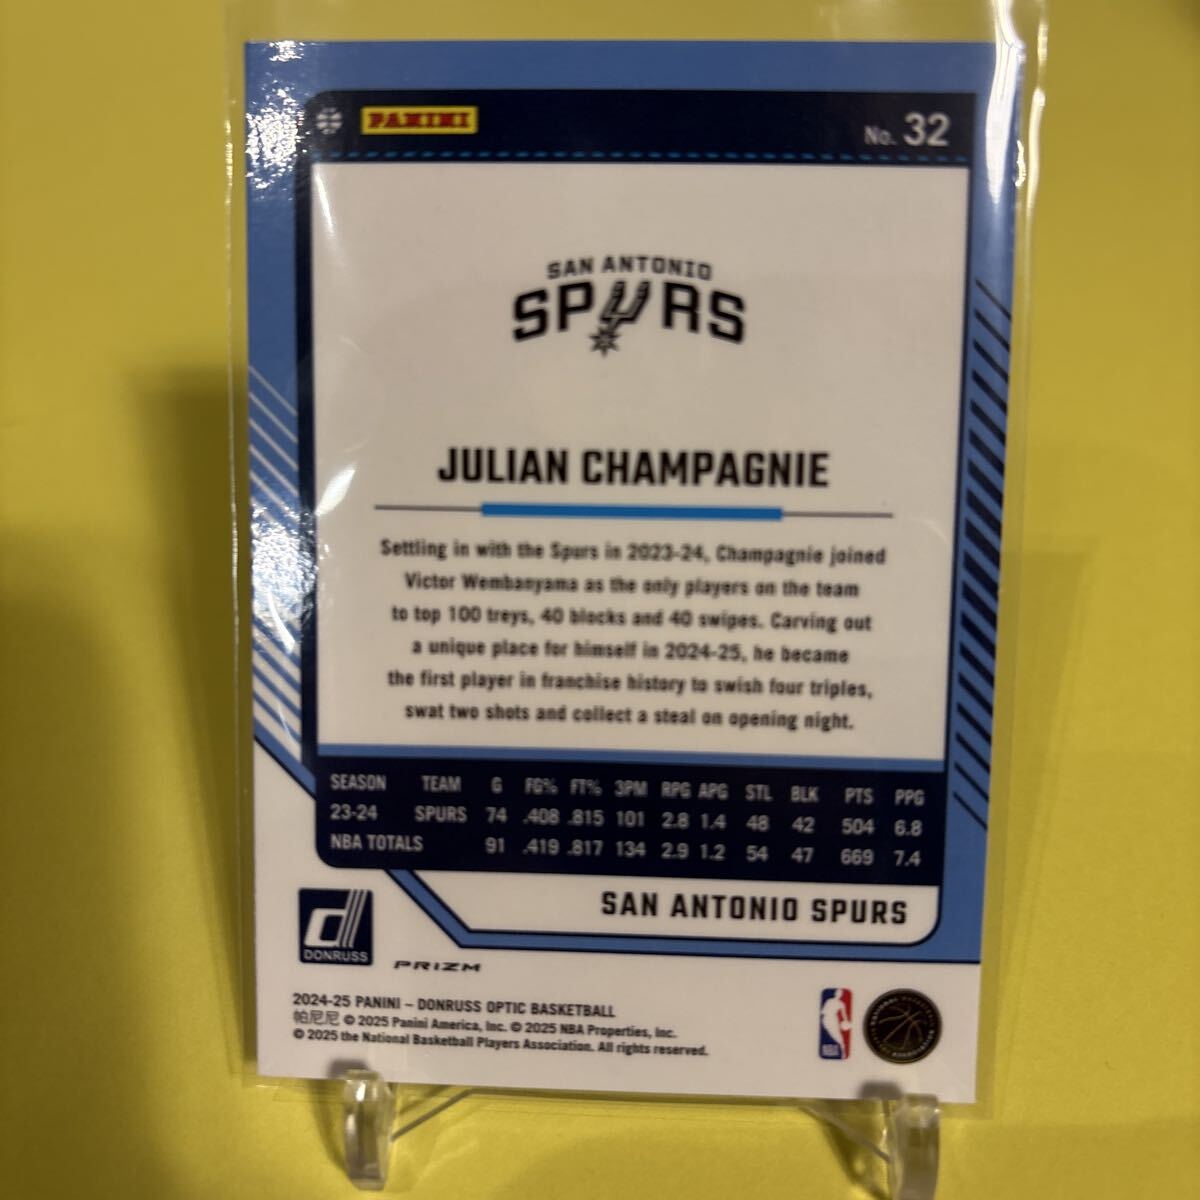 PANINI
No. 32
SAN ANTONIO
SPURS
JULIAN CHAMPAGNIE
Settling in with the Spurs in 2023-24, Champagnie joined
Victor Wembanyama as the only players on the team
to top 100 treys, 40 blocks and 40 swipes. Carving out
a unique place for himself in 2024-25, he became
the first player in franchise history to swish four triples,
swat two shots and collect a steal on opening night.
SEASON TEAM G FG% FT% 3PM RPG APG STL BLK PTS PPG
23-24 SPURS 74 .408 .815 101 2.8 1.4 48 42 504 6.8
NBA TOTALS 91 .419 .817 134 2.9 1.2 54 47 669 7.4
SAN ANTONIO SPURS
d
DONRUSS
PRIZM
2024-25 PANINI – DONRUSS OPTIC BASKETBALL
帕尼尼 © 2025 Panini America, Inc. © 2025 NBA Properties, Inc.
© 2025 the National Basketball Players Association. All rights reserved.
NBA